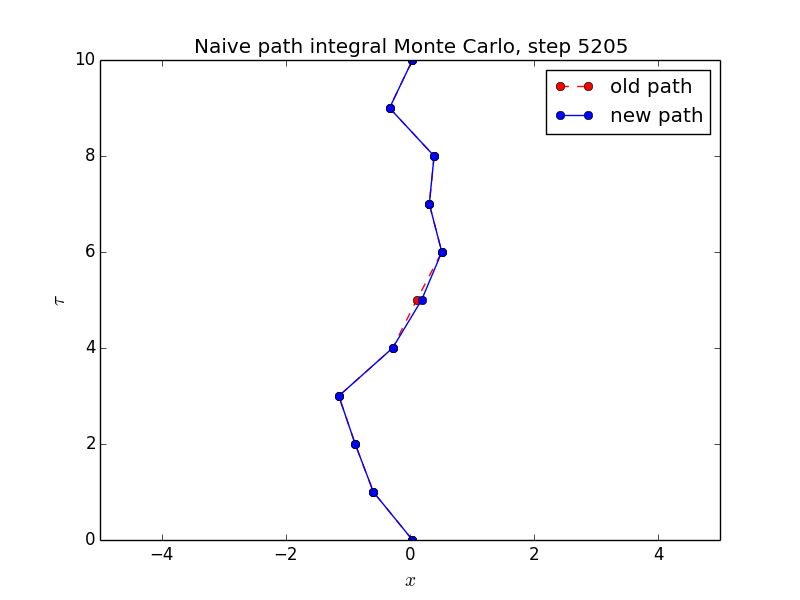 Naive path integral Monte Carlo, step 5205
old path
new path
10
8
6
4
2
0
τ
−4
−2
0
2
4
x